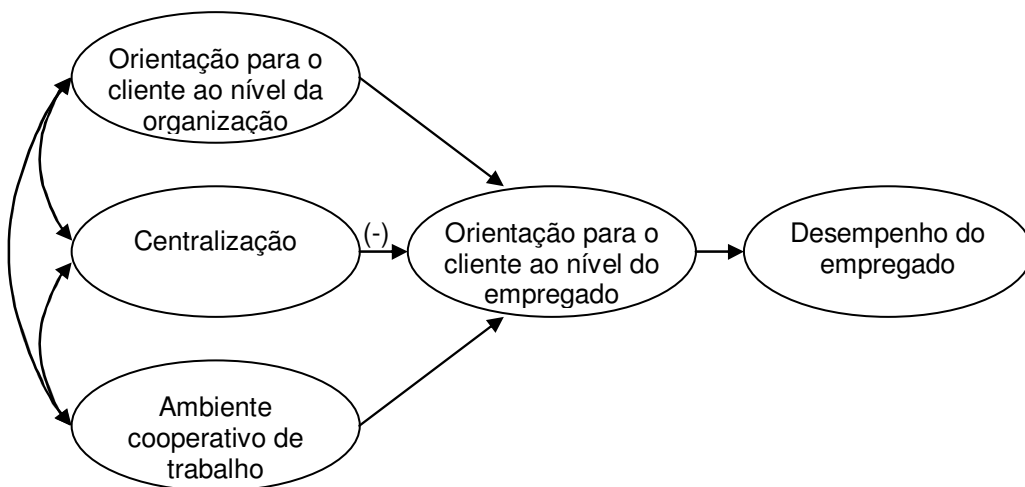 Orientação para o
cliente ao nível da
organização
Centralização
(-)
Orientação para o
cliente ao nível do
empregado
Desempenho do
empregado
Ambiente
cooperativo de
trabalho